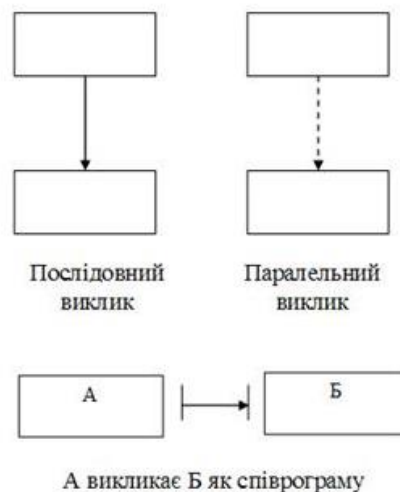 Послідовний
виклик
Паралельний
виклик
А
Б
А викликає Б як співрограму